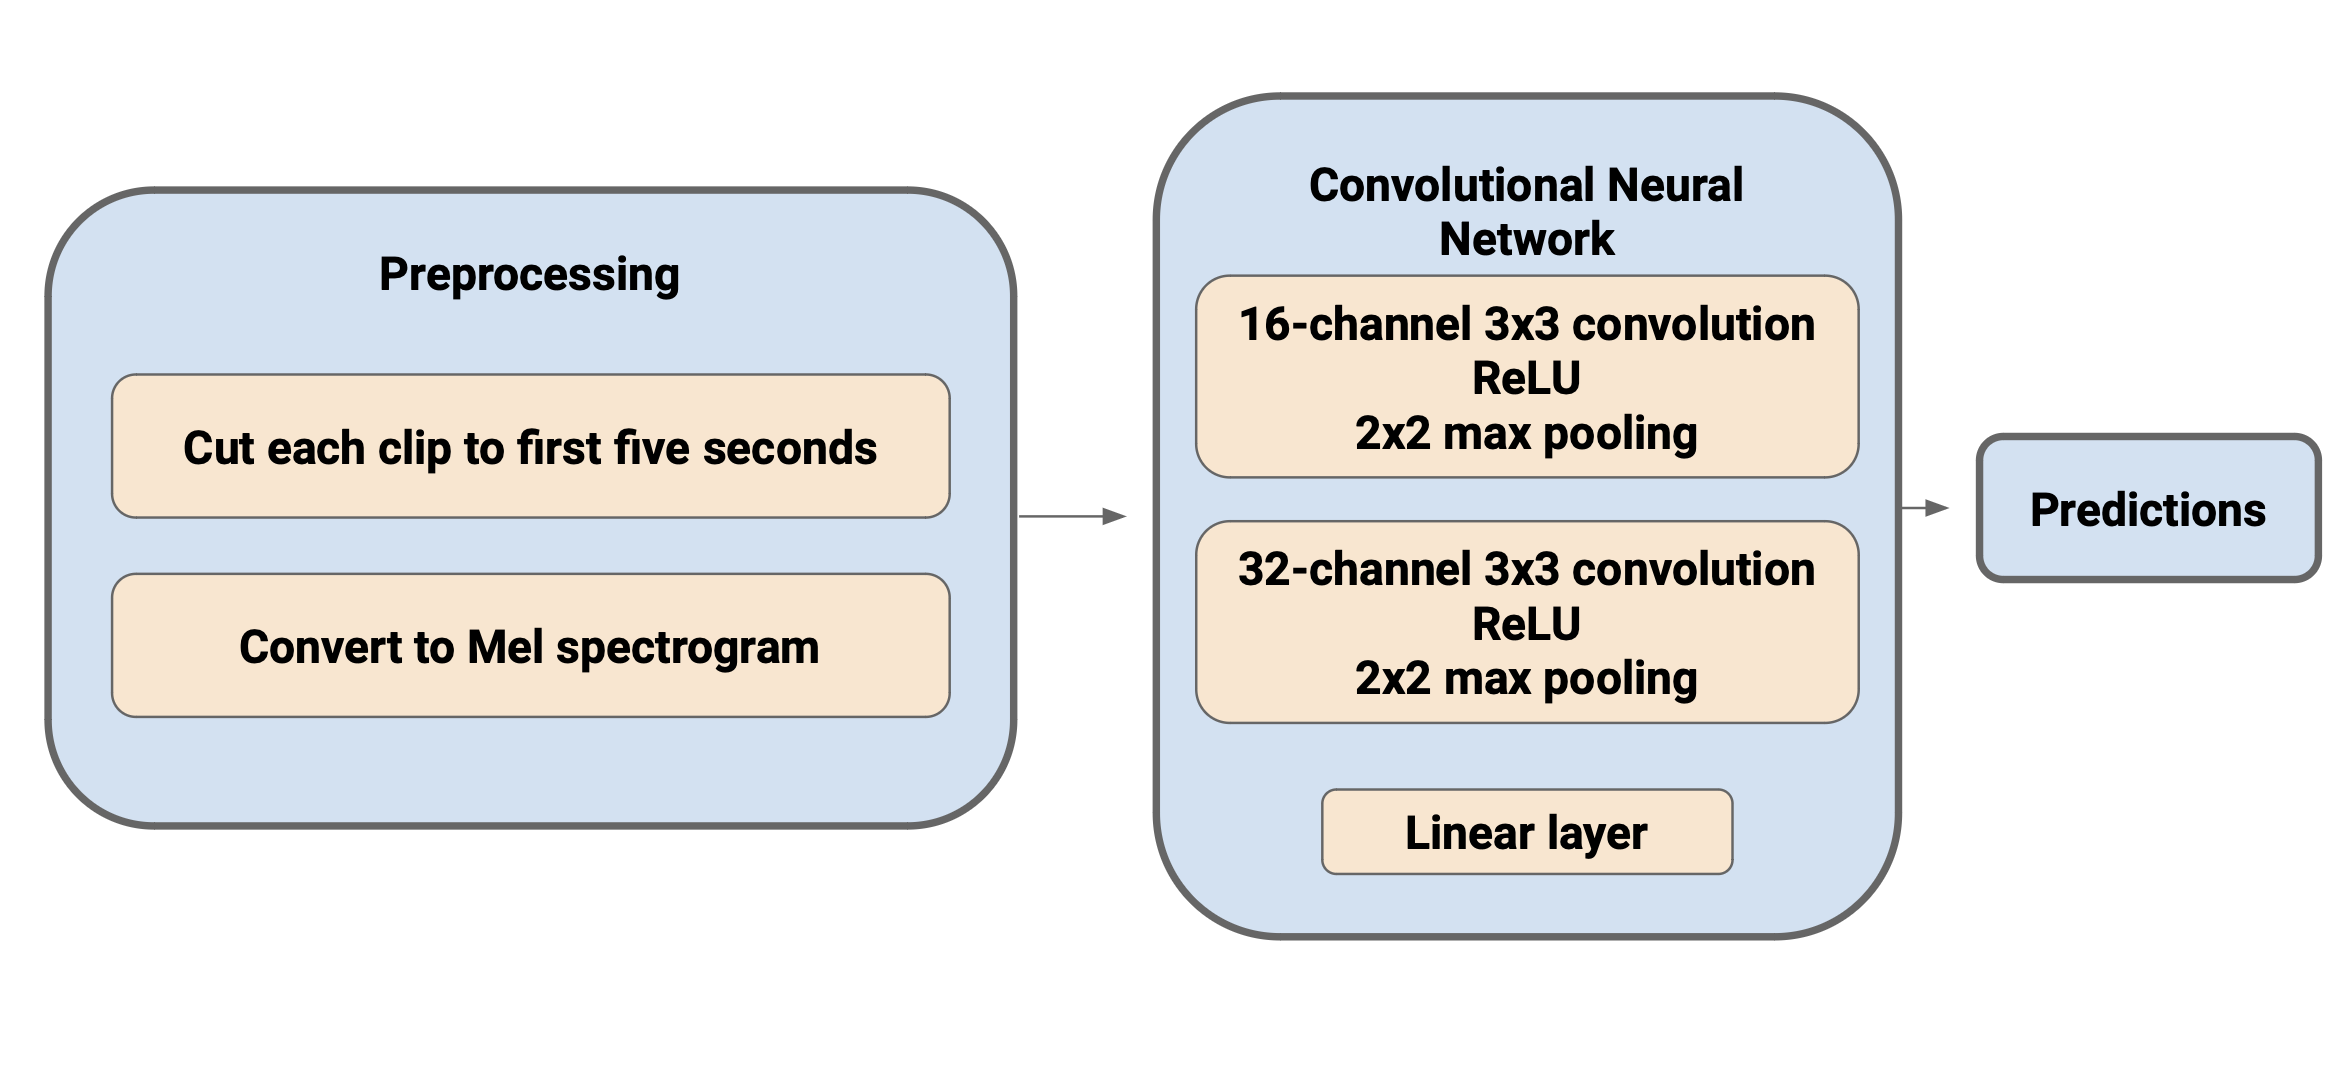 Preprocessing
Cut each clip to first five seconds
Convert to Mel spectrogram
Convolutional Neural
Network
16-channel 3x3 convolution
ReLU
2x2 max pooling
32-channel 3x3 convolution
ReLU
2x2 max pooling
Linear layer
Predictions